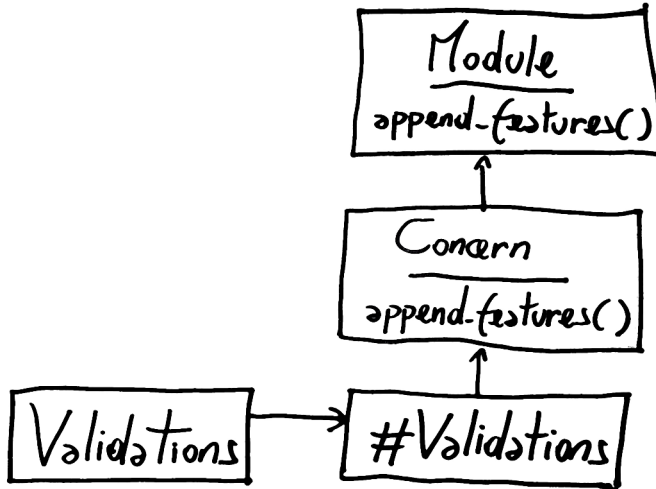 Module
append_features()
Concern
append_features()
Validations
#Validations